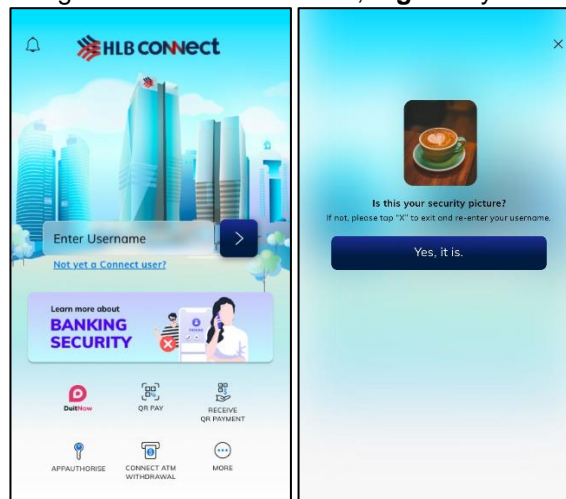 HLB CONNECT
Enter Username
Not yet a Connect user?
Learn more about
BANKING
SECURITY
DuitNow
QR PAY
RECEIVE
QR PAYMENT
APPAUTHORISE
CONNECT ATM
WITHDRAWAL
MORE
Is this your security picture?
If not, please tap "X" to exit and re-enter your username.
Yes, it is.